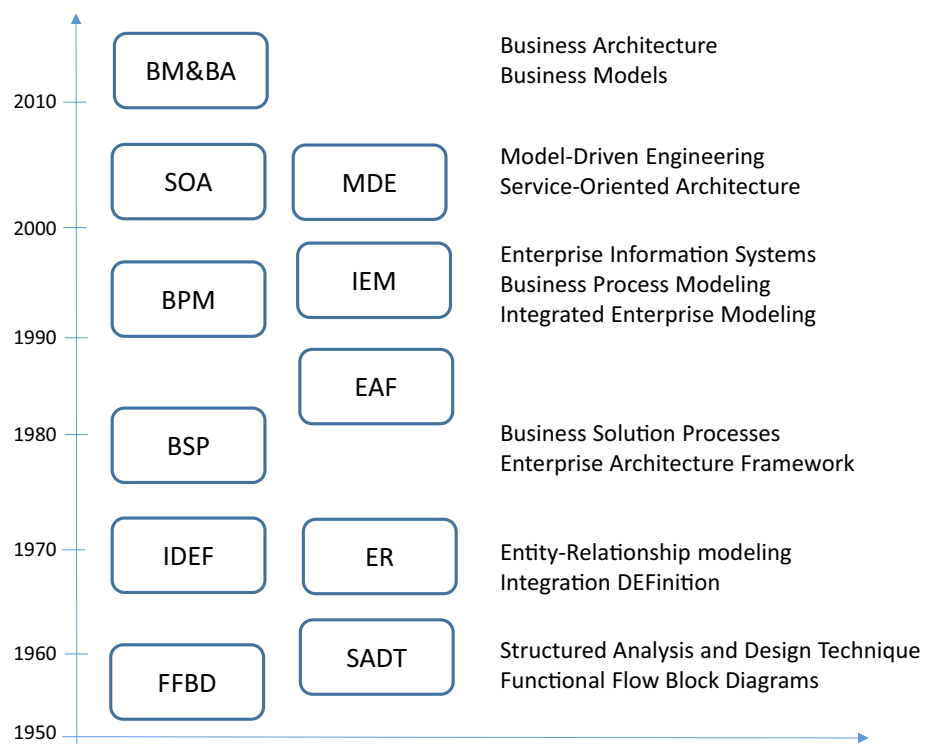 BM&BA
Business Architecture
Business Models
2010
SOA
MDE
Model-Driven Engineering
Service-Oriented Architecture
2000
BPM
IEM
Enterprise Information Systems
Business Process Modeling
Integrated Enterprise Modeling
1990
EAF
1980
BSP
Business Solution Processes
Enterprise Architecture Framework
1970
IDEF
ER
Entity-Relationship modeling
Integration DEFinition
1960
FFBD
SADT
Structured Analysis and Design Technique
Functional Flow Block Diagrams
1950